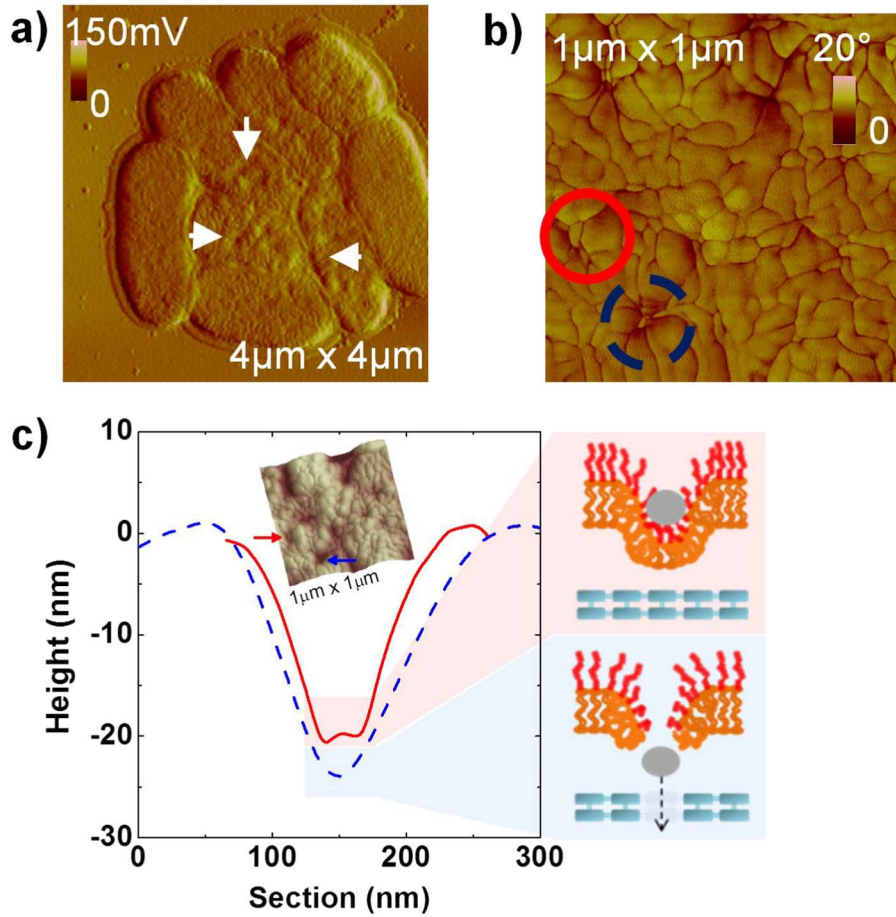 a)
150mV
0
4µm x 4µm
b)
1µm x 1µm
20°
0
c)
10
0
-10
-20
-30
Height (nm)
1µm x 1µm
0
100
200
300
Section (nm)